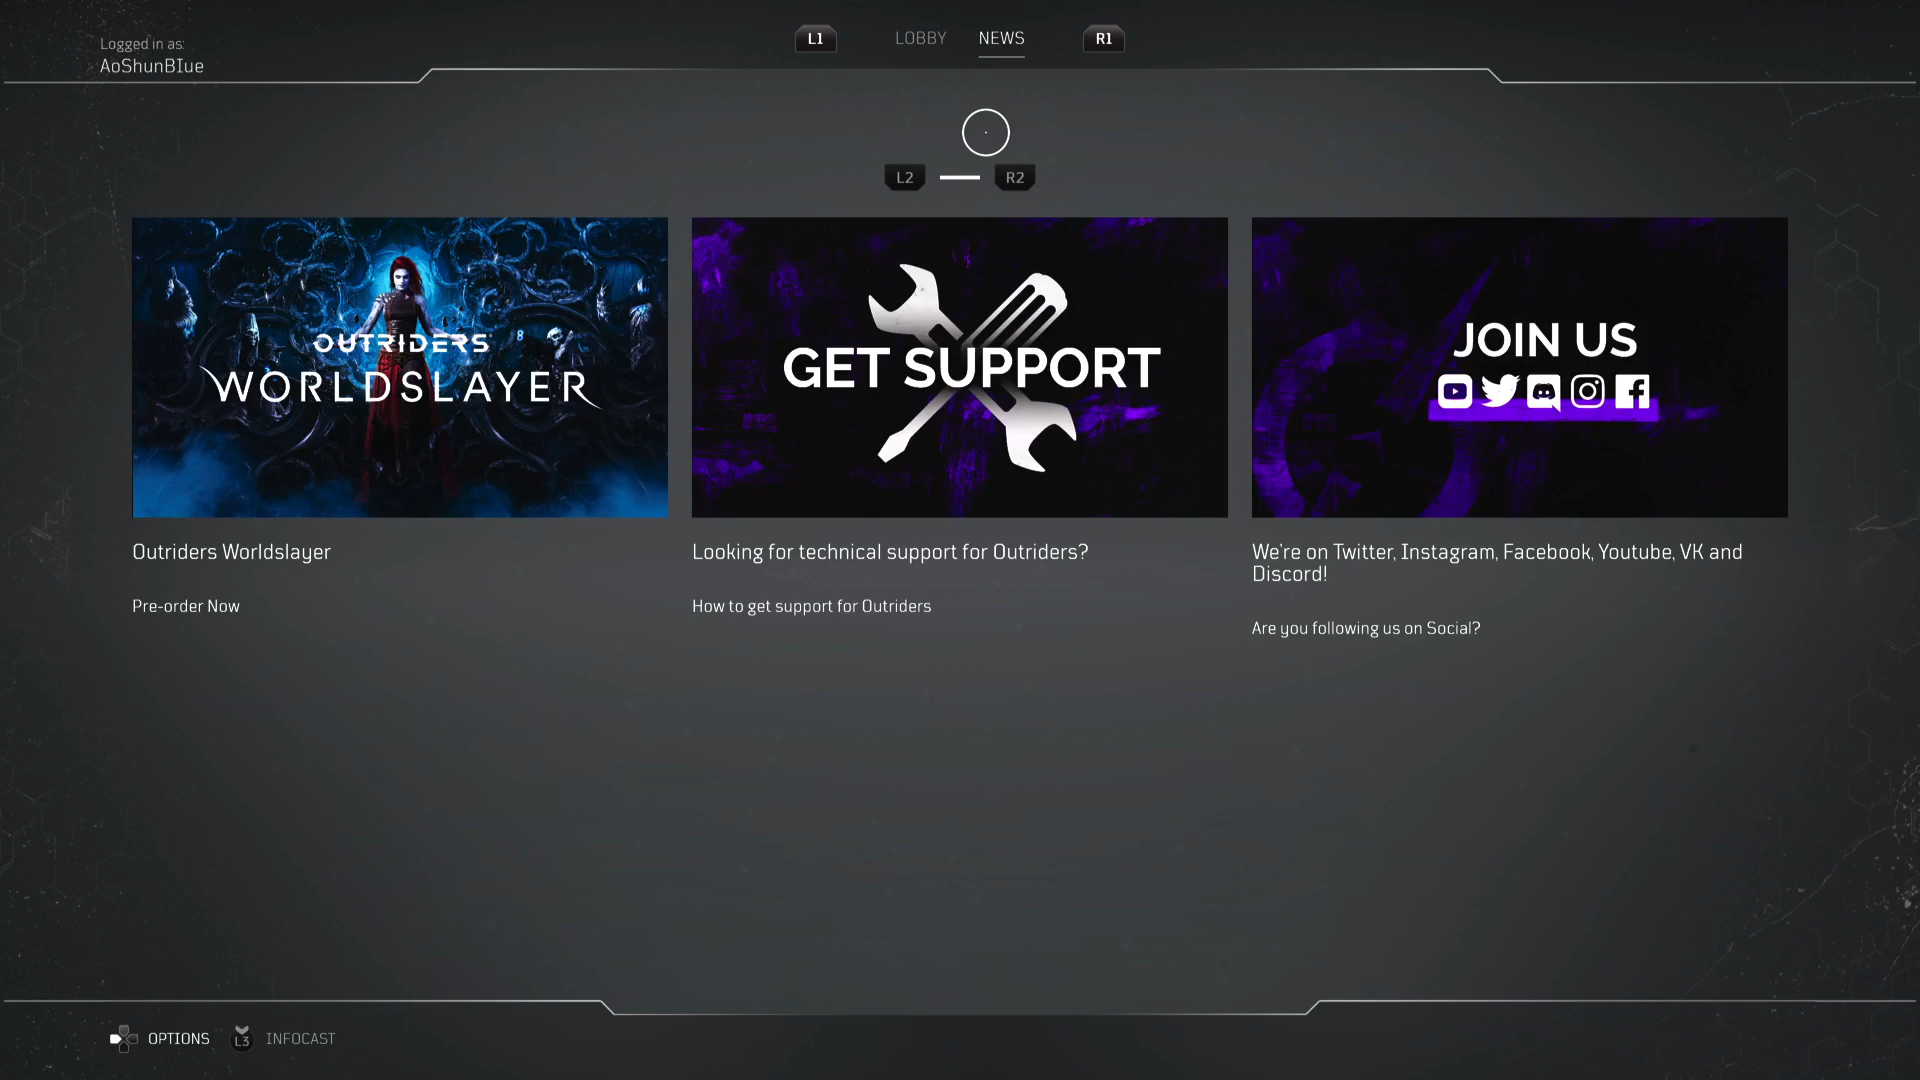 Logged in as:
AoShunBIue
L1 LOBBY NEWS R1
L2 R2
OUTRIDERS
WORLDSLAYER
GET SUPPORT
JOIN US
Outriders Worldslayer
Pre-order Now
Looking for technical support for Outriders?
How to get support for Outriders
We're on Twitter, Instagram, Facebook, Youtube, VK and
Discord!
Are you following us on Social?
OPTIONS L3 INFOCAST